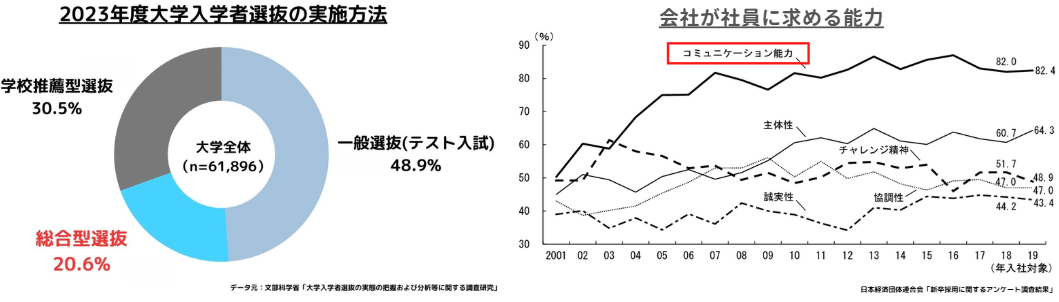 2023年度大学入学者選抜の実施方法
学校推薦型選抜
30.5%
大学全体
（n=61,896）
一般選抜(テスト入試)
48.9%
総合型選抜
20.6%
データ元：文部科学省「大学入学者選抜の実態の把握および分析等に関する調査研究」
会社が社員に求める能力
(%)
90
80
70
60
50
40
30
コミュニケーション能力
主体性
チャレンジ精神
誠実性
協調性
82.0
82.4
60.7
64.3
51.7
48.9
47.0
47.0
44.2
43.4
2001 02 03 04 05 06 07 08 09 10 11 12 13 14 15 16 17 18 19
（年入社対象）
日本経済団体連合会「新卒採用に関するアンケート調査結果」